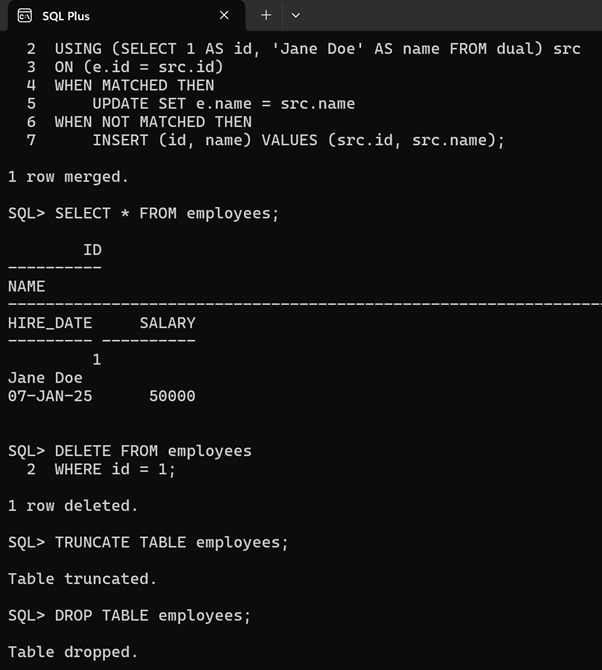 SQL Plus
2  USING (SELECT 1 AS id, 'Jane Doe' AS name FROM dual) src
3  ON (e.id = src.id)
4  WHEN MATCHED THEN
5      UPDATE SET e.name = src.name
6  WHEN NOT MATCHED THEN
7      INSERT (id, name) VALUES (src.id, src.name);
1 row merged.
SQL> SELECT * FROM employees;
ID
----------
NAME
--------------------------------------------------------------------------------
HIRE_DATE     SALARY
--------- ----------
1
Jane Doe
07-JAN-25      50000
SQL> DELETE FROM employees
2  WHERE id = 1;
1 row deleted.
SQL> TRUNCATE TABLE employees;
Table truncated.
SQL> DROP TABLE employees;
Table dropped.